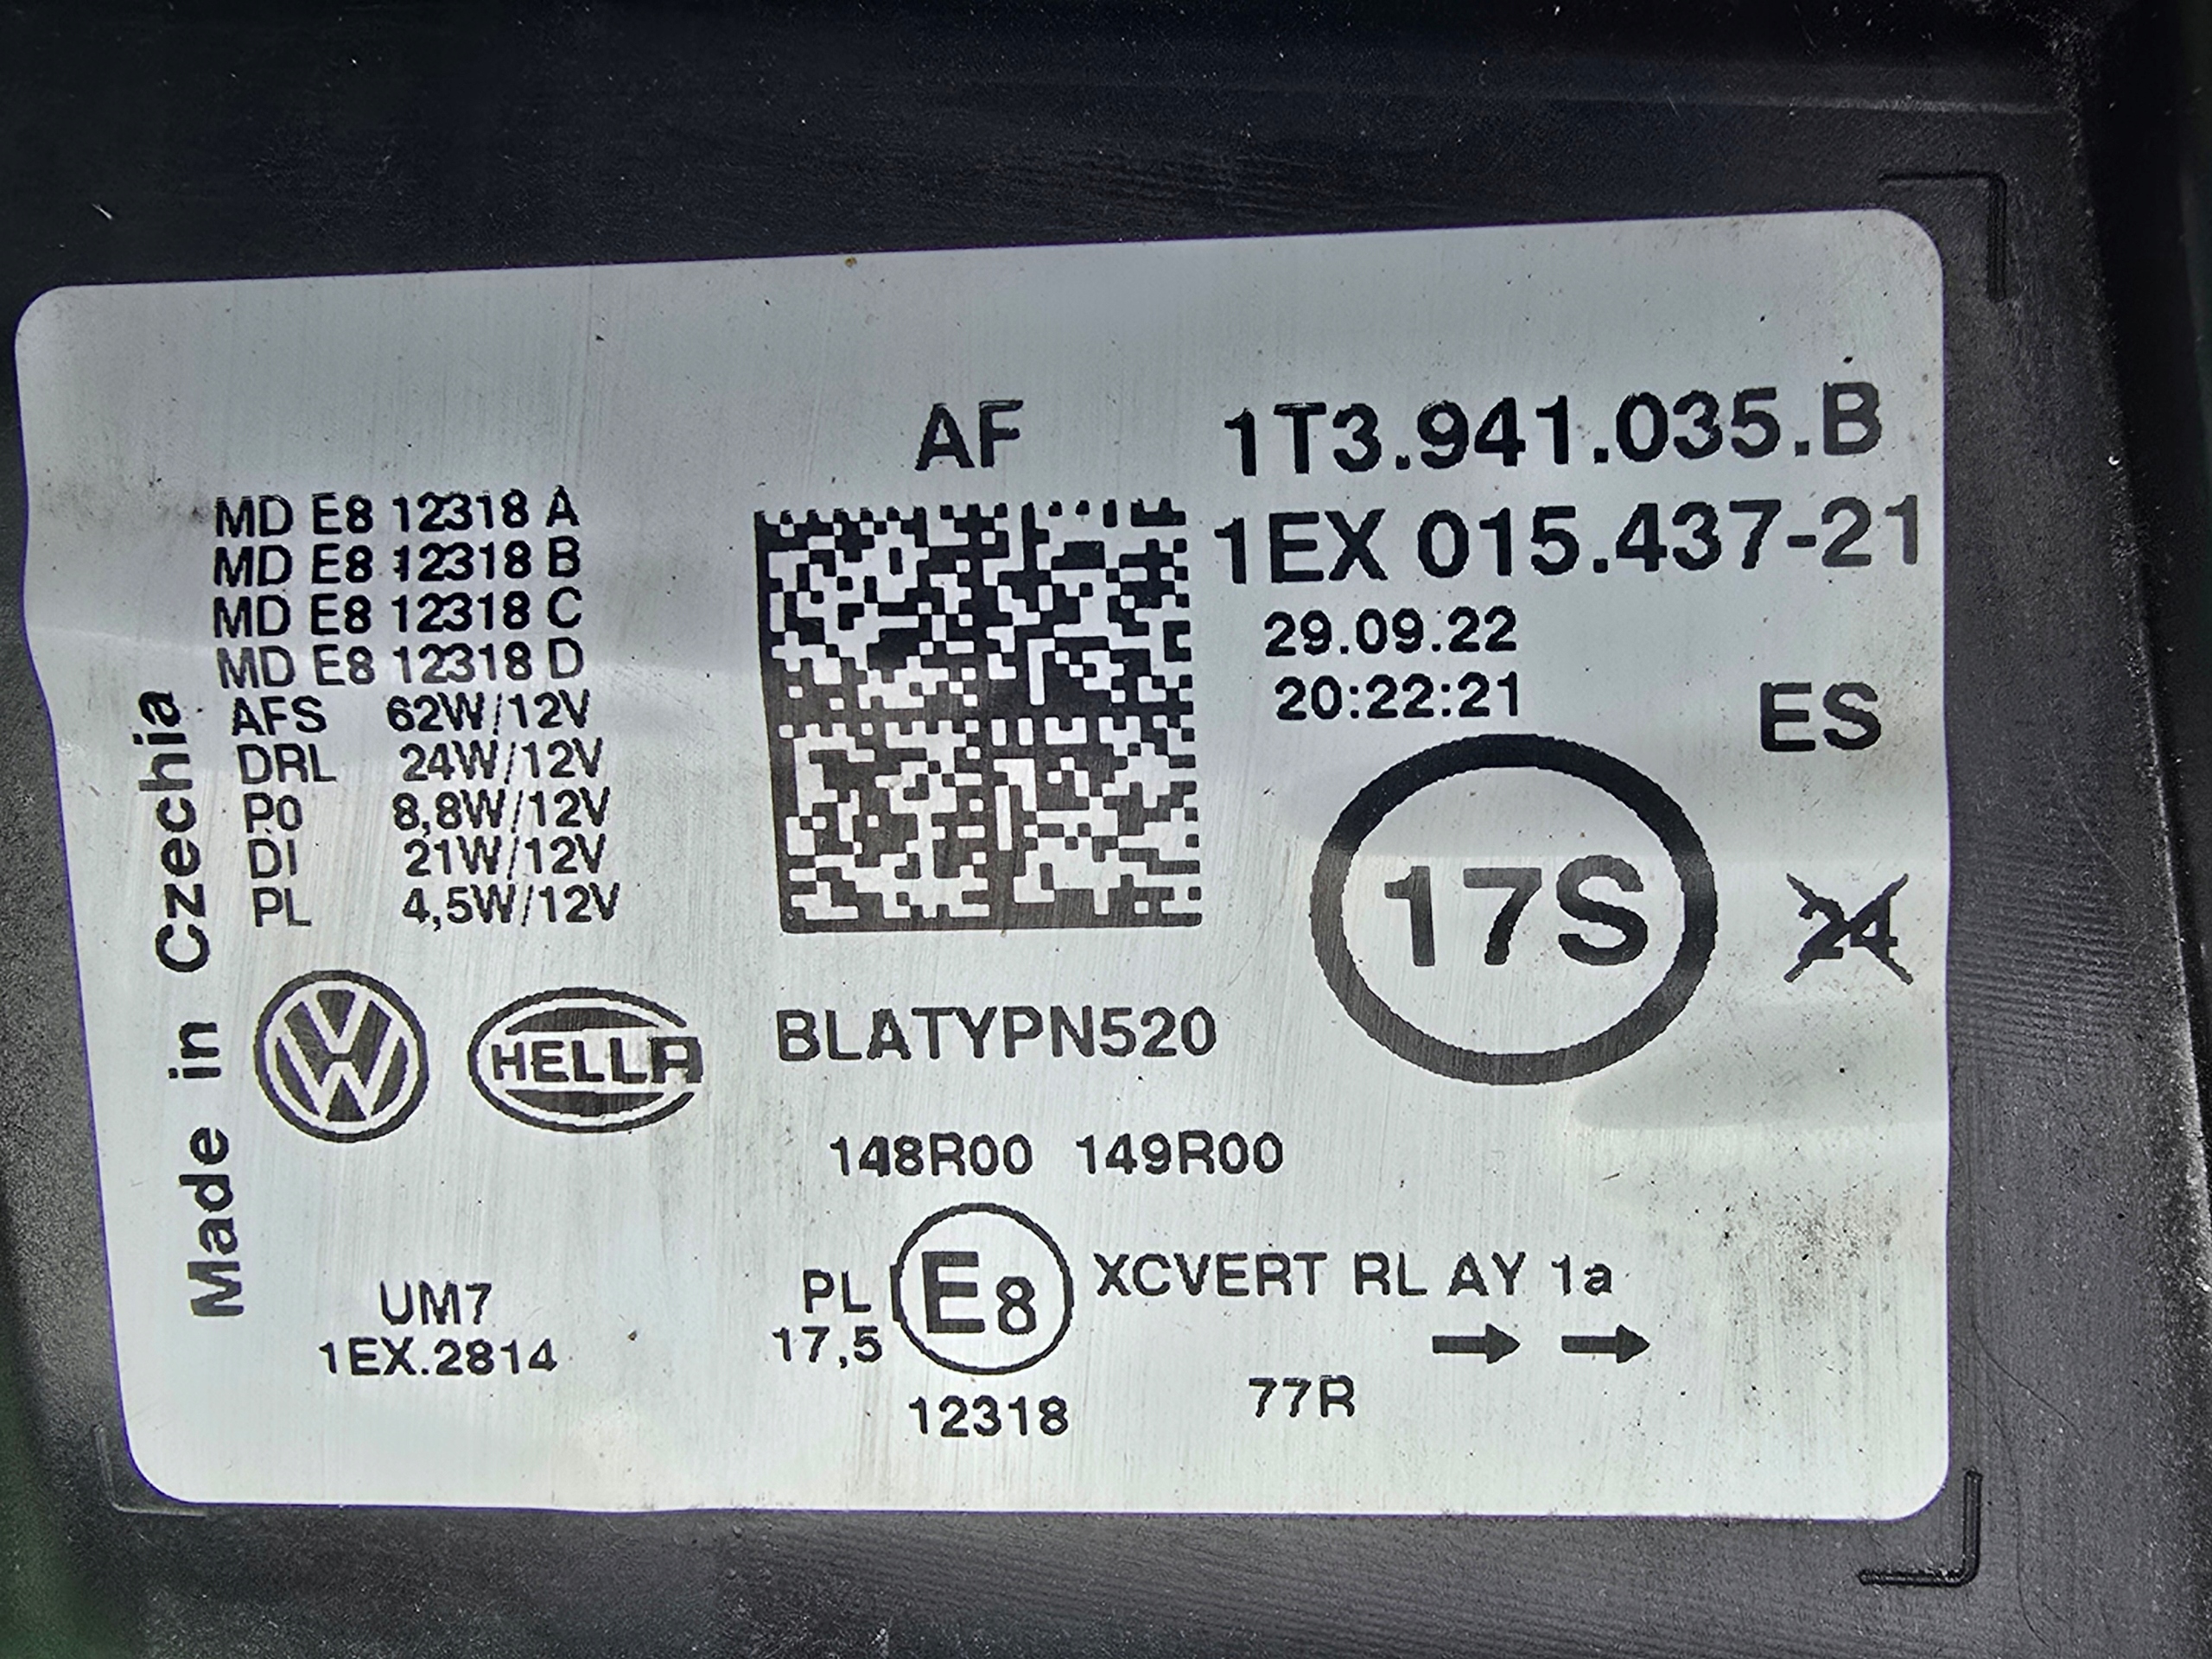 AF
1T3.941.035.B
1EX 015.437-21
29.09.22
20:22:21
ES
MD E8 12318 A
MD E8 12318 B
MD E8 12318 C
MD E8 12318 D
AFS 62W/12V
DRL 24W/12V
Po 8,8W/12V
DI 21W/12V
PL 4,5W/12V
Made in Czechia
17S
24
VW
HELLA
BLATYPN520
148R00 149R00
UM7
1EX.2814
PL
17,5
E8
XCVERT RL AY 1a
→ →
12318
77R